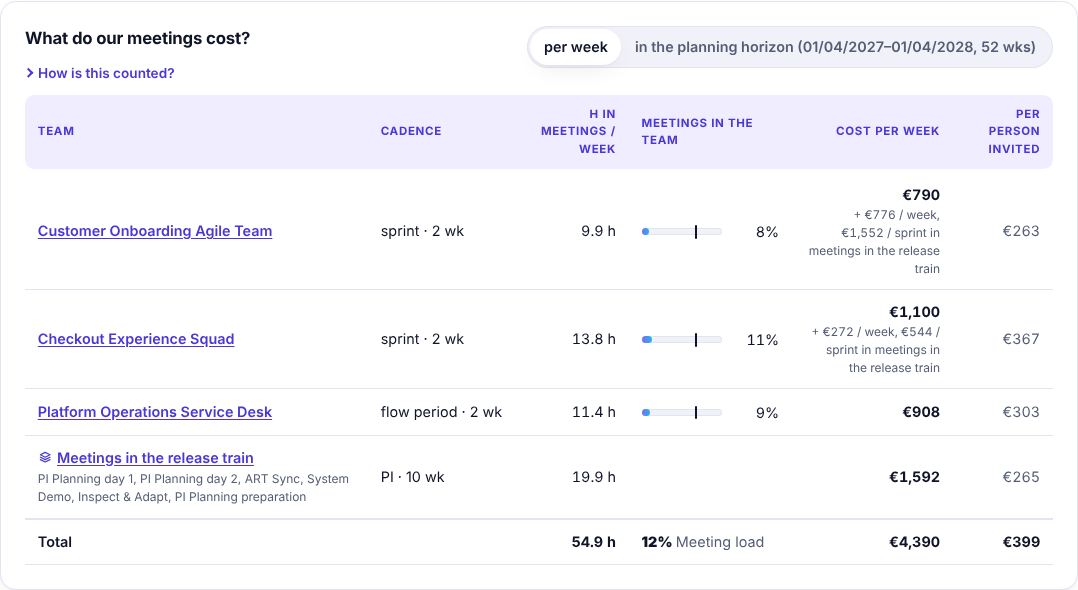 What do our meetings cost?
per week
in the planning horizon (01/04/2027–01/04/2028, 52 wks)
How is this counted?
TEAM
CADENCE
H IN
MEETINGS /
WEEK
MEETINGS IN THE
TEAM
COST PER WEEK
PER
PERSON
INVITED
Customer Onboarding Agile Team
sprint · 2 wk
9.9 h
8%
€790
+ €776 / week,
€1,552 / sprint in
meetings in the release
train
€263
Checkout Experience Squad
sprint · 2 wk
13.8 h
11%
€1,100
+ €272 / week, €544 /
sprint in meetings in
the release train
€367
Platform Operations Service Desk
flow period · 2 wk
11.4 h
9%
€908
€303
Meetings in the release train
PI Planning day 1, PI Planning day 2, ART Sync, System
Demo, Inspect & Adapt, PI Planning preparation
PI · 10 wk
19.9 h
€1,592
€265
Total
54.9 h
12% Meeting load
€4,390
€399